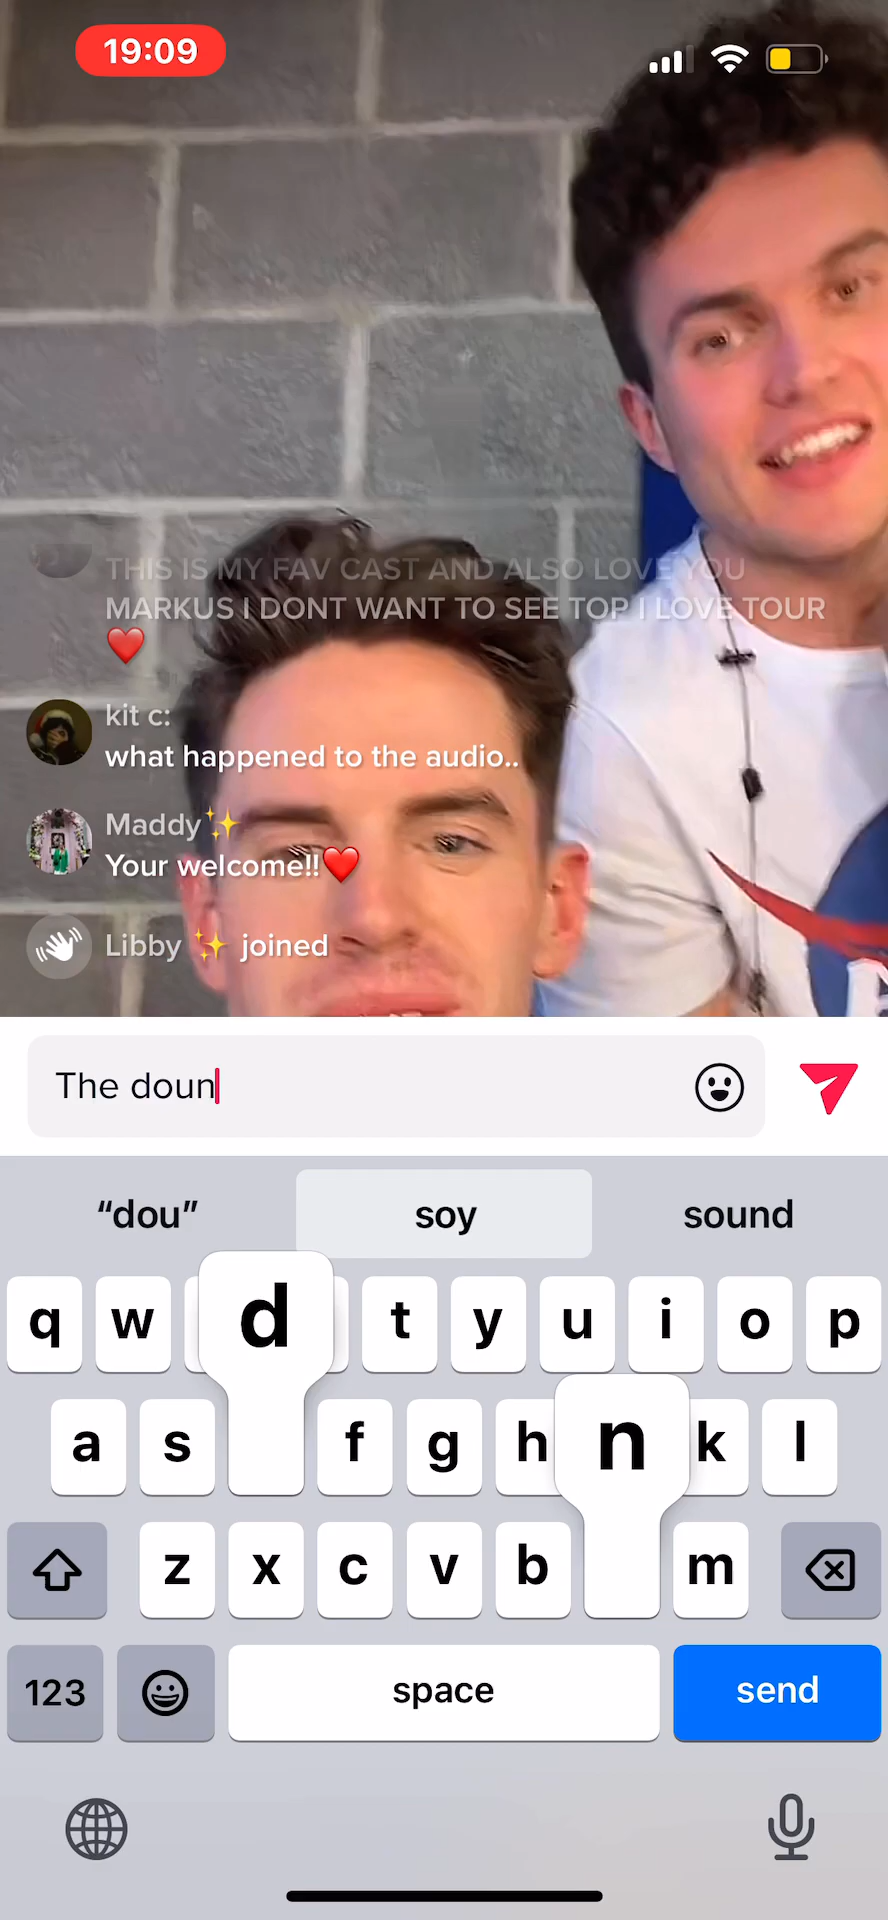 19:09
THIS IS MY FAV CAST AND ALSO LOVE YOU
MARKUS I DONT WANT TO SEE TOP I LOVE TOUR
❤️
kit c:
what happened to the audio..
Maddy✨
Your welcome!!❤️
Libby ✨ joined
The doun
“dou” soy sound
q w d t y u i o p
a s f g h n k l
z x c v b m
123 space send